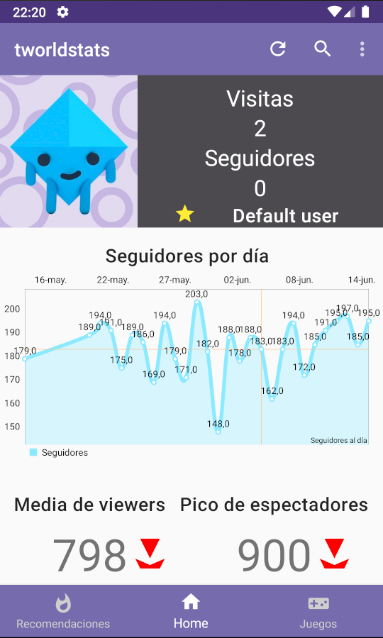 22:20
tworldstats
Visitas
2
Seguidores
0
Default user
Seguidores por día
16-may. 22-may. 27-may. 02-jun. 08-jun. 14-jun.
200
190
180
170
160
150
179,0 189,0 194,0 191,0 175,0 189,0 186,0 169,0 194,0 179,0 171,0 203,0 182,0 148,0 188,0 178,0 188,0 183,0 162,0 183,0 194,0 172,0 185,0 191,0 195,0 197,0 185,0 195,0
Seguidores al día
Seguidores
Media de viewers Pico de espectadores
798 900
Recomendaciones Home Juegos